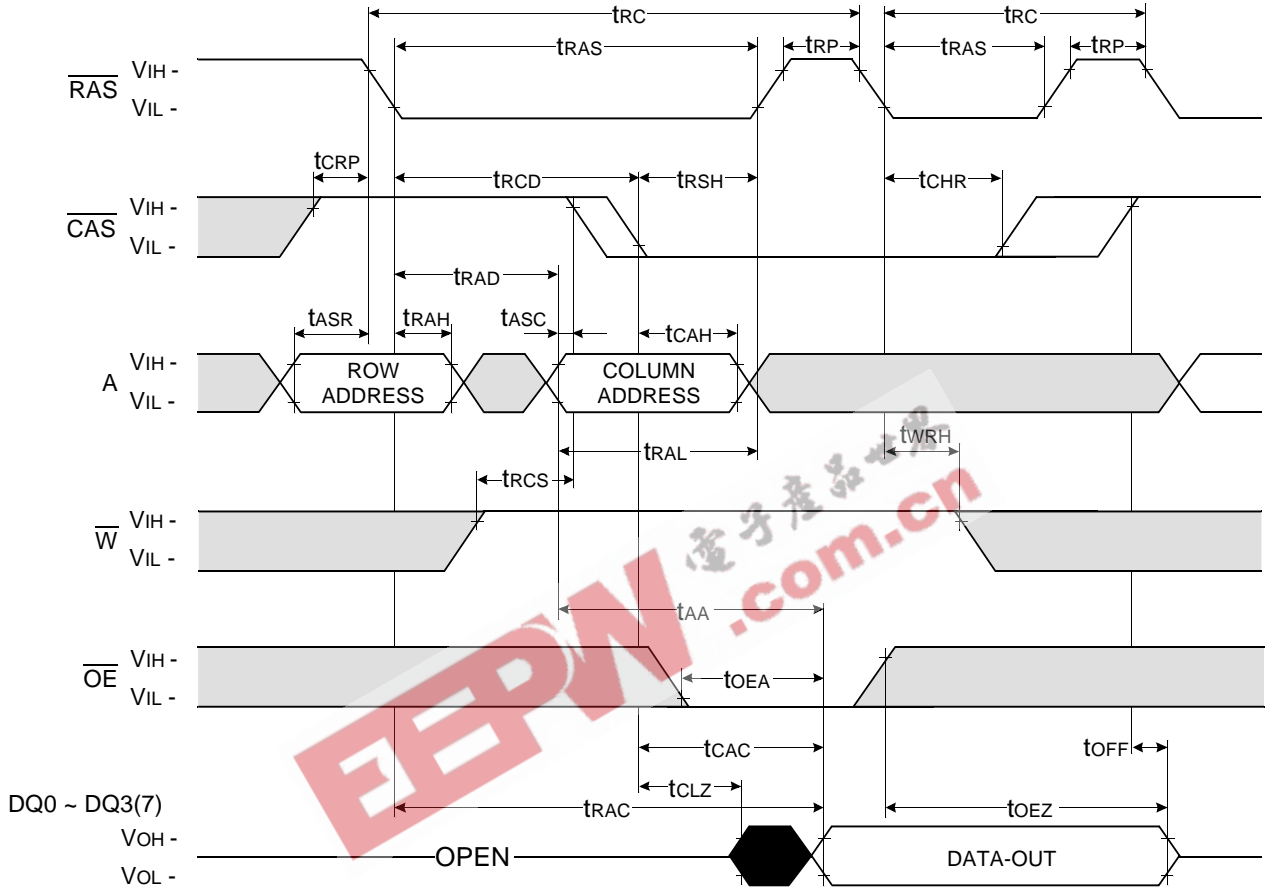 tRC tRC
tRAS tRP tRAS tRP
RAS VIH -
VIL -
tCRP tRCD tRSH tCHR
CAS VIH -
VIL -
tRAD
tASR tRAH tASC tCAH
A VIH -
VIL -
ROW ADDRESS
COLUMN ADDRESS
tWRH
tRAL
tRCS
W VIH -
VIL -
電子產品世界
.com.cn
EEPW
tAA
OE VIH -
VIL -
tOEA
tCAC tOFF
tCLZ
DQ0 ~ DQ3(7)
tRAC tOEZ
VOH -
VOL -
OPEN
DATA-OUT